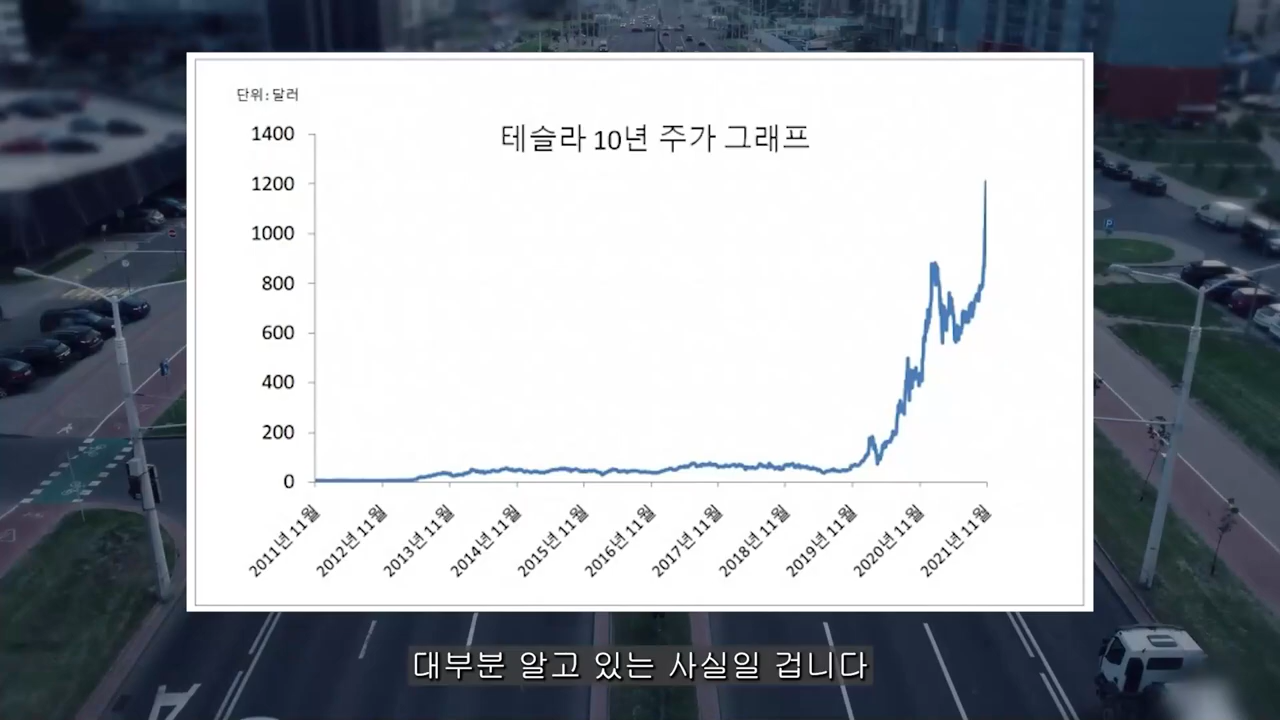 단위:달러
테슬라 10년 주가 그래프
1400
1200
1000
800
600
400
200
0
2011년 11월
2012년 11월
2013년 11월
2014년 11월
2015년 11월
2016년 11월
2017년 11월
2018년 11월
2019년 11월
2020년 11월
2021년 11월
대부분 알고 있는 사실일 겁니다